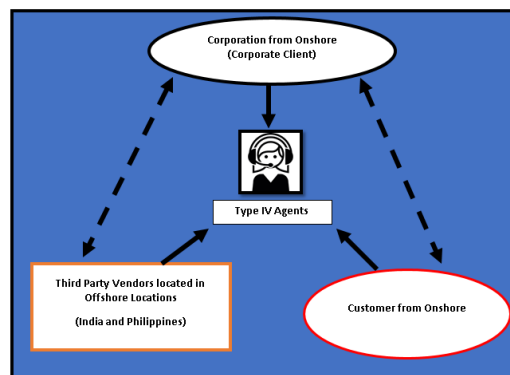 Corporation from Onshore
(Corporate Client)
Type IV Agents
Third Party Vendors located in
Offshore Locations
(India and Philippines)
Customer from Onshore